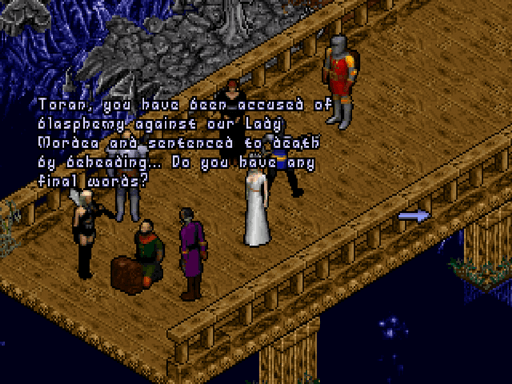 Toran, you have been accused of
blasphemy against our Lady
Mordea and sentenced to death
by beheading... Do you have any
final words?